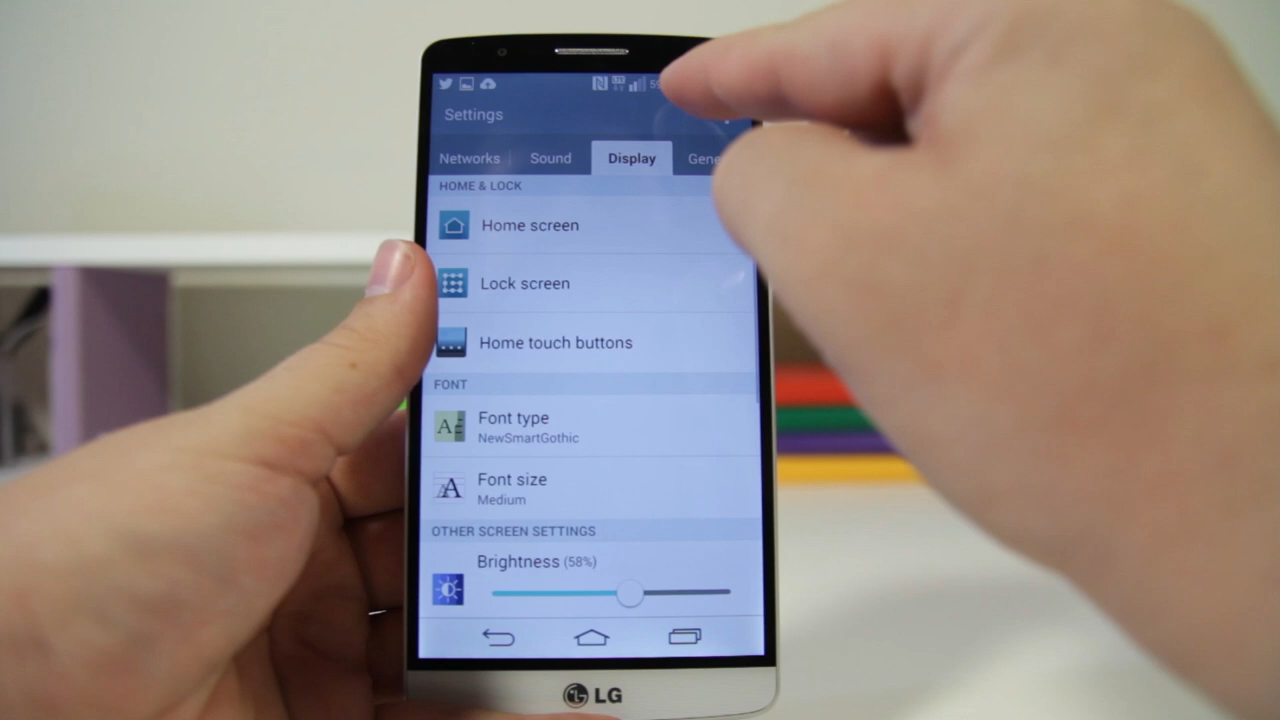 Settings
Networks Sound Display
HOME & LOCK
Home screen
Lock screen
Home touch buttons
FONT
Font type
NewSmartGothic
Font size
Medium
OTHER SCREEN SETTINGS
Brightness (58%)
LG